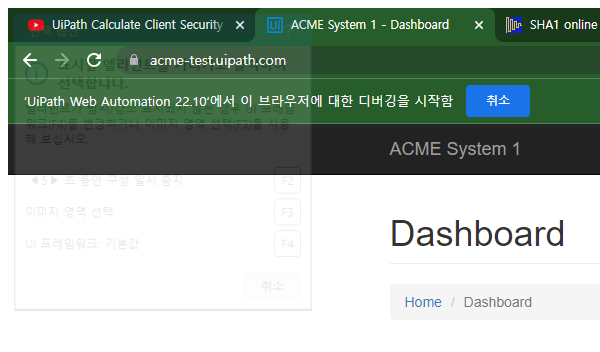 UiPath Calculate Client Security
ACME System 1 - Dashboard
SHA1 online
acme-test.uipath.com
'UiPath Web Automation 22.10'에서 이 브라우저에 대한 디버깅을 시작함
취소
선택합니다.
워크(F4)를 변경하거나 이미지 영역 선택(F3)을 사용
해 보십시오.
ACME System 1
◀5▶ 초 동안 구성 일시 중지
F2
이미지 영역 선택
F3
UI 프레임워크: 기본값
F4
취소
Dashboard
Home / Dashboard